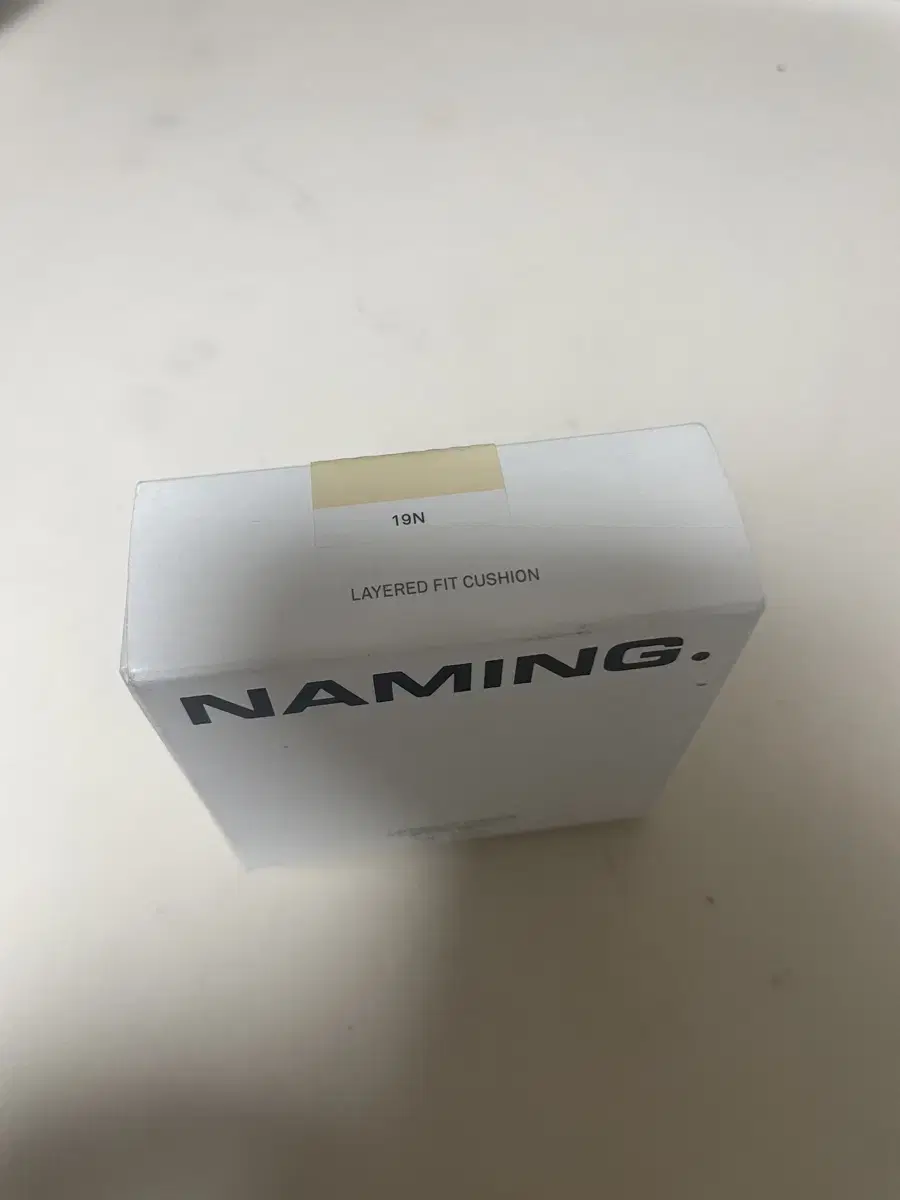 19N
LAYERED FIT CUSHION
NAMING.